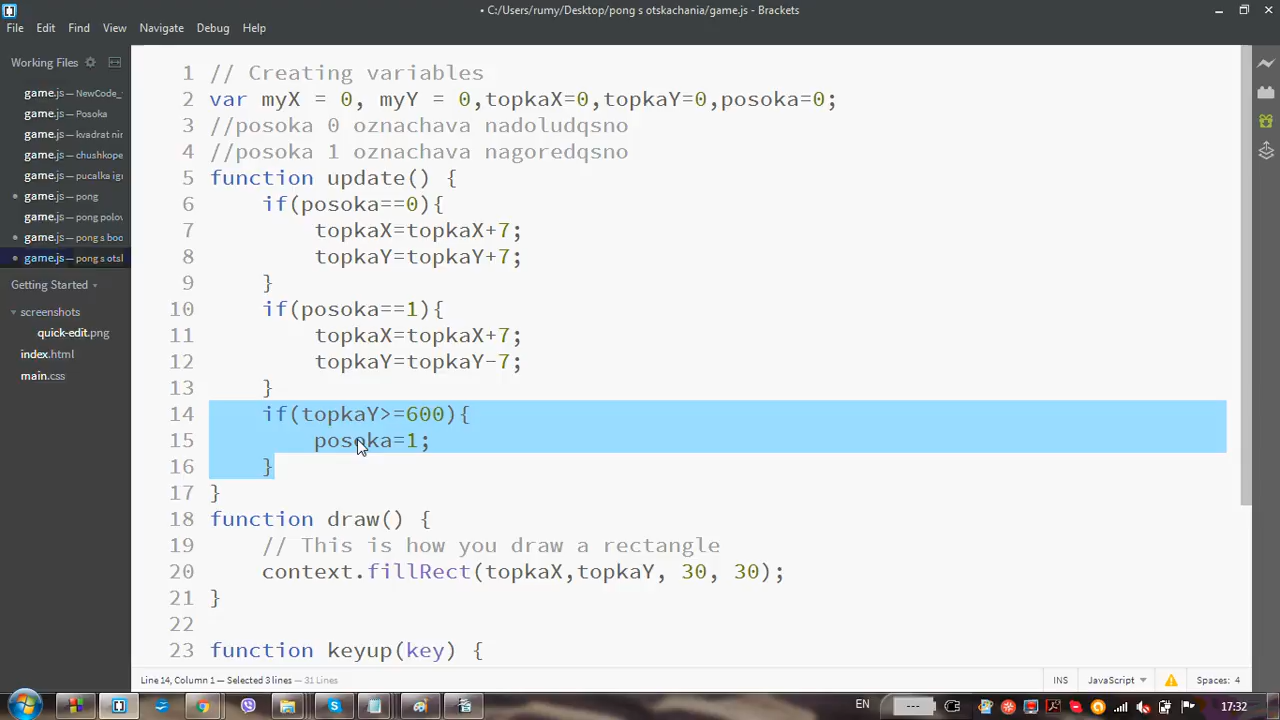 • C:/Users/rumy/Desktop/pong s otskachania/game.js - Brackets
File Edit Find View Navigate Debug Help
Working Files
game.js — NewCode_
game.js — Posoka
game.js — kvadrat nir
game.js — chushkope
game.js — pucalka igr
game.js — pong
game.js — pong polov
game.js — pong s boo
game.js — pong s otsk
Getting Started
screenshots
quick-edit.png
index.html
main.css
1 // Creating variables
2 var myX = 0, myY = 0,topkaX=0,topkaY=0,posoka=0;
3 //posoka 0 oznachava nadoludqsno
4 //posoka 1 oznachava nagoredqsno
5 function update() {
6 if(posoka==0){
7 topkaX=topkaX+7;
8 topkaY=topkaY+7;
9 }
10 if(posoka==1){
11 topkaX=topkaX+7;
12 topkaY=topkaY-7;
13 }
14 if(topkaY>=600){
15 posoka=1;
16 }
17 }
18 function draw() {
19 // This is how you draw a rectangle
20 context.fillRect(topkaX,topkaY, 30, 30);
21 }
22
23 function keyup(key) {
Line 14, Column 1 — Selected 3 lines — 31 Lines
INS JavaScript Spaces: 4
EN 17:32